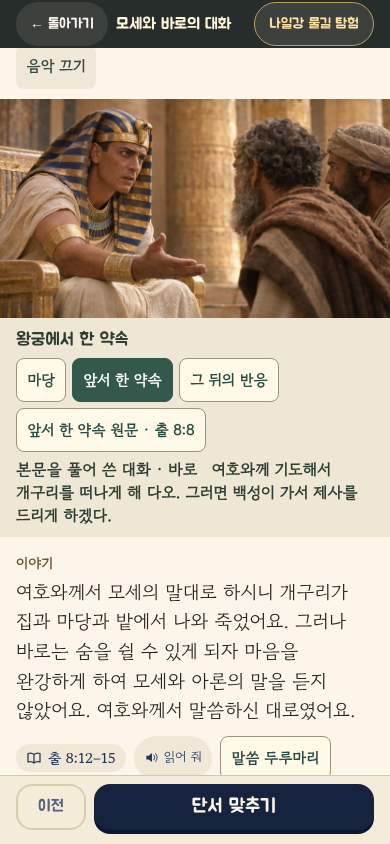 ← 돌아가기 모세와 바로의 대화 나일강 물길 탐험
음악 끄기
왕궁에서 한 약속
마당 앞서 한 약속 그 뒤의 반응
앞서 한 약속 원문 · 출 8:8
본문을 풀어 쓴 대화 · 바로 여호와께 기도해서
개구리를 떠나게 해 다오. 그러면 백성이 가서 제사를
드리게 하겠다.
이야기
여호와께서 모세의 말대로 하시니 개구리가
집과 마당과 밭에서 나와 죽었어요. 그러나
바로는 숨을 쉴 수 있게 되자 마음을
완강하게 하여 모세와 아론의 말을 듣지
않았어요. 여호와께서 말씀하신 대로였어요.
출 8:12–15 읽어 줘 말씀 두루마리
이전 단서 맞추기